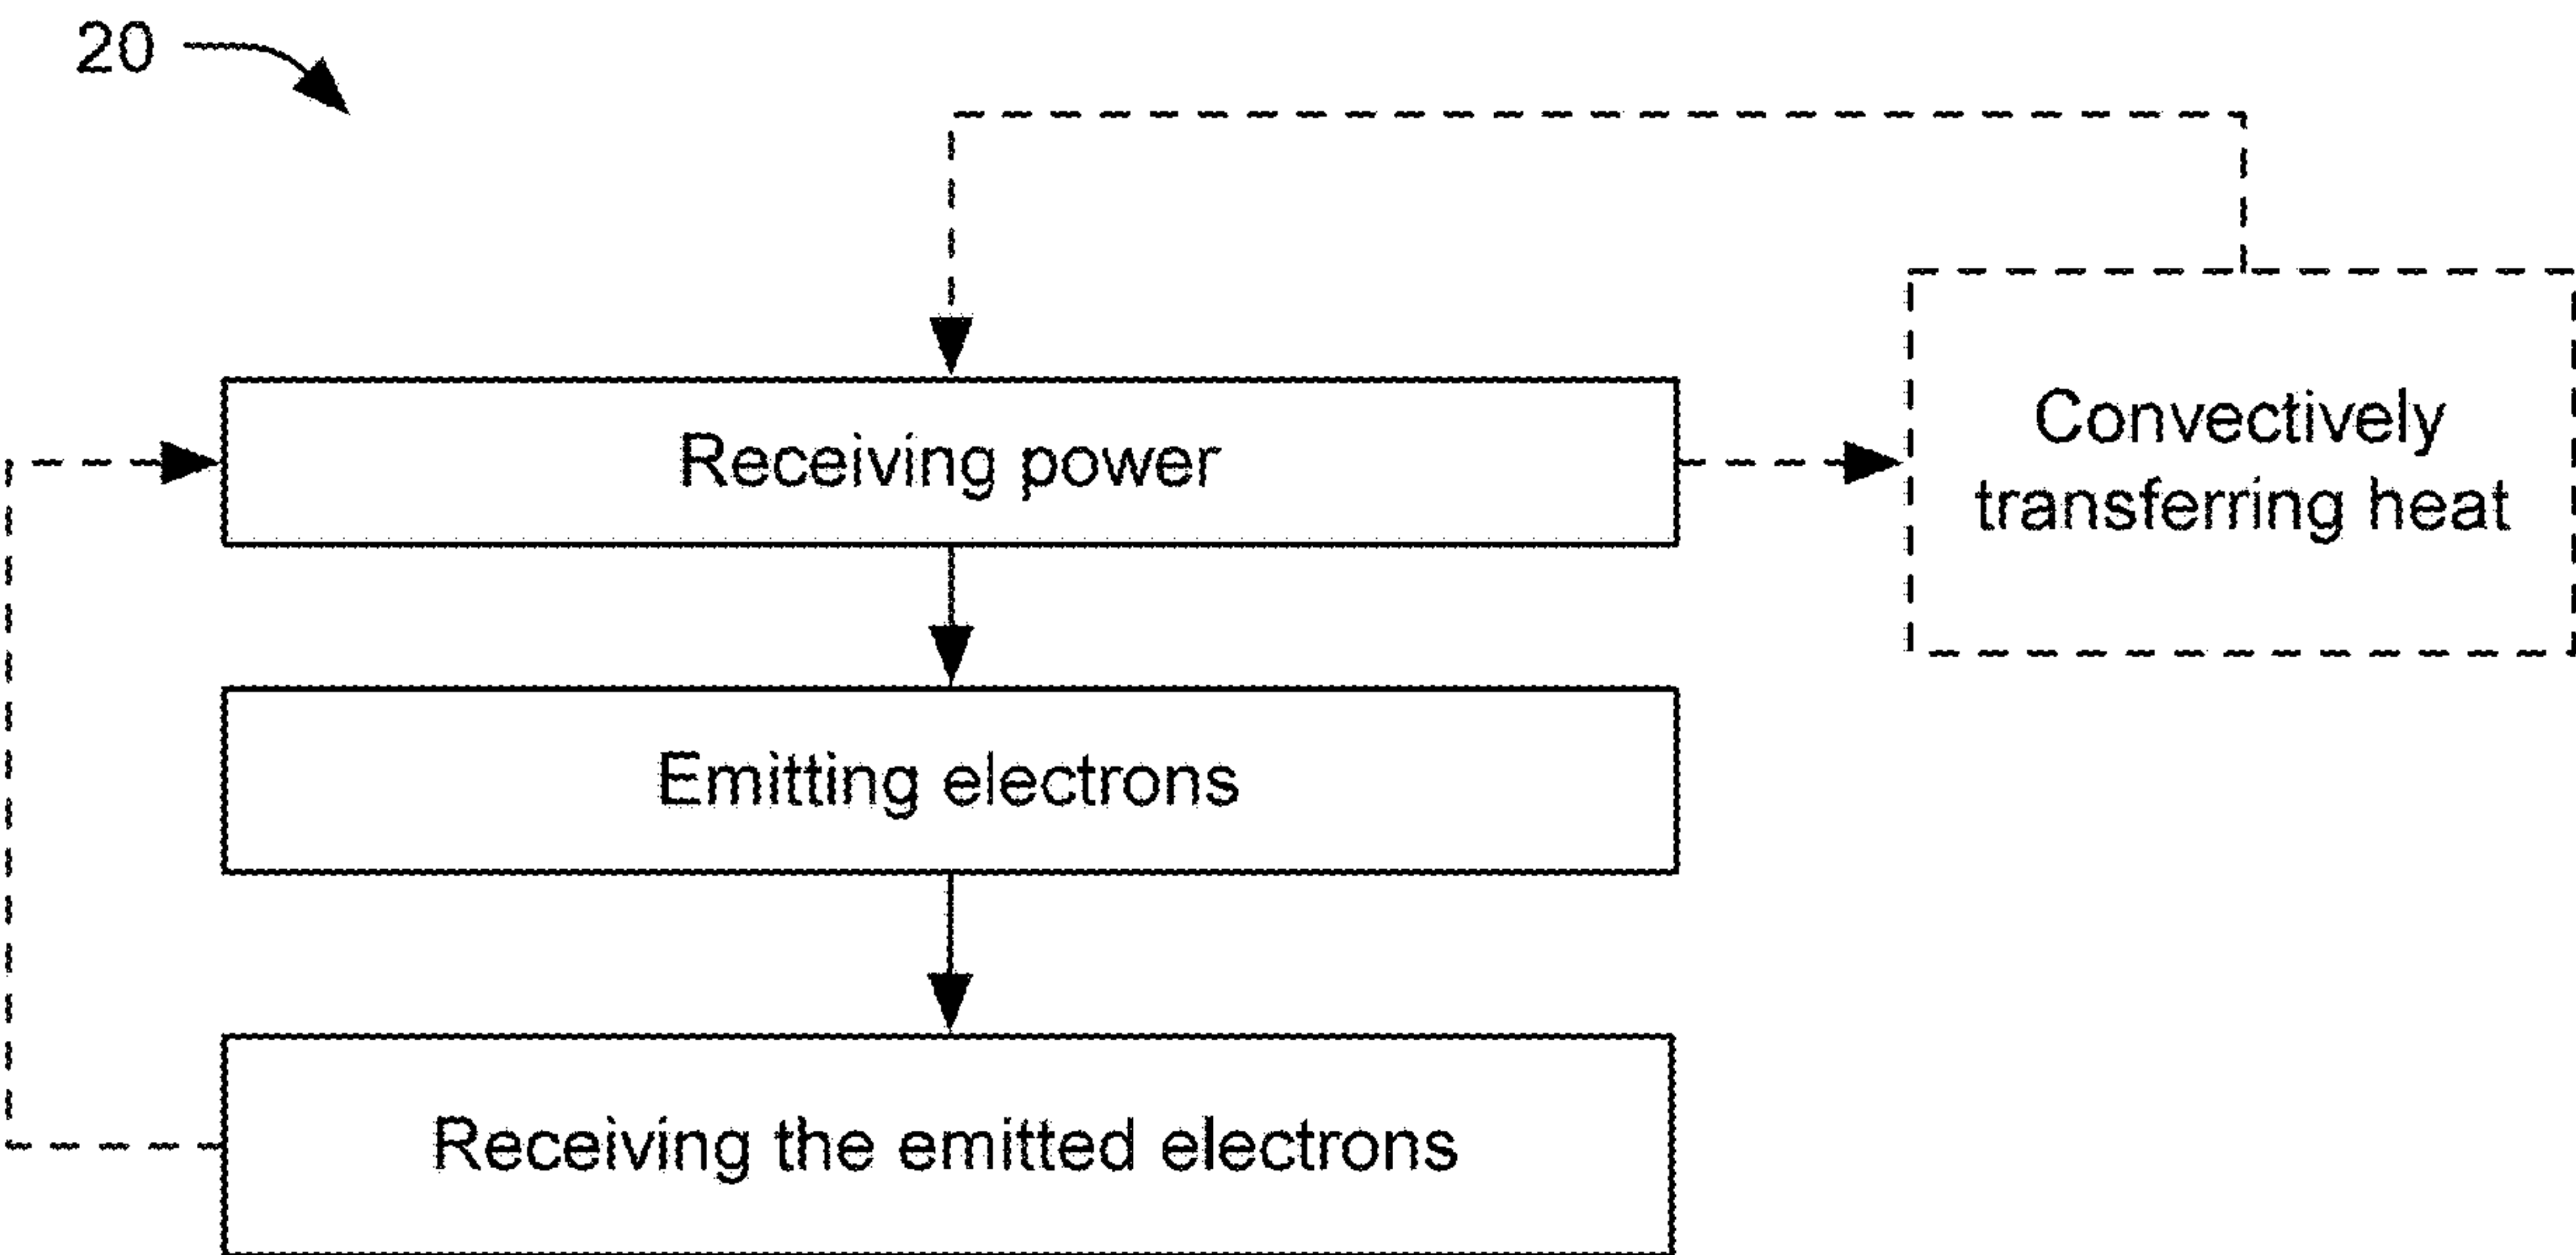 20
Receiving power
Convectively
transferring heat
Emitting electrons
Receiving the emitted electrons